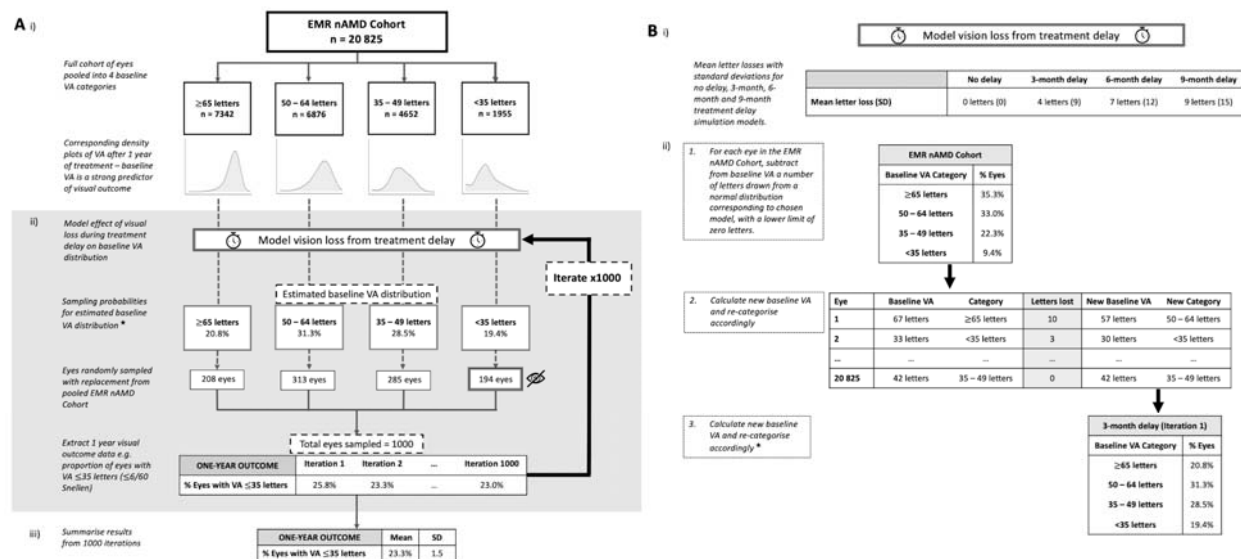 A i)
EMR nAMD Cohort
n = 20 825
Full cohort of eyes
pooled into 4 baseline
VA categories
≥65 letters
n = 7342
50 – 64 letters
n = 6876
35 – 49 letters
n = 4652
<35 letters
n = 1955
Corresponding density
plots of VA after 1 year
of treatment – baseline
VA is a strong predictor
of visual outcome
ii)
Model effect of visual
loss during treatment
delay on baseline VA
distribution
Model vision loss from treatment delay
Iterate x1000
Estimated baseline VA distribution
Sampling probabilities
for estimated baseline
VA distribution *
≥65 letters
20.8%
50 – 64 letters
31.3%
35 – 49 letters
28.5%
<35 letters
19.4%
Eyes randomly sampled
with replacement from
pooled EMR nAMD
Cohort
208 eyes
313 eyes
285 eyes
194 eyes
Total eyes sampled = 1000
Extract 1 year visual
outcome data e.g.
proportion of eyes with
VA ≤35 letters (≤6/60
Snellen)
ONE-YEAR OUTCOME Iteration 1 Iteration 2 ... Iteration 1000
% Eyes with VA ≤35 letters 25.8% 23.3% ... 23.0%
iii)
Summarise results
from 1000 iterations
ONE-YEAR OUTCOME Mean SD
% Eyes with VA ≤35 letters 23.3% 1.5
B i)
Model vision loss from treatment delay
Mean letter losses with
standard deviations for
no delay, 3-month, 6-
month and 9-month
treatment delay
simulation models.
No delay 3-month delay 6-month delay 9-month delay
Mean letter loss (SD) 0 letters (0) 4 letters (9) 7 letters (12) 9 letters (15)
ii)
1. For each eye in the EMR
nAMD Cohort, subtract
from baseline VA a number
of letters drawn from a
normal distribution
corresponding to chosen
model, with a lower limit of
zero letters.
EMR nAMD Cohort
Baseline VA Category % Eyes
≥65 letters 35.3%
50 – 64 letters 33.0%
35 – 49 letters 22.3%
<35 letters 9.4%
2. Calculate new baseline VA
and re-categorise
accordingly
Eye Baseline VA Category Letters lost New Baseline VA New Category
1 67 letters ≥65 letters 10 57 letters 50 – 64 letters
2 33 letters <35 letters 3 30 letters <35 letters
... ... ... ... ...
20 825 42 letters 35 – 49 letters 0 42 letters 35 – 49 letters
3. Calculate new baseline
VA and re-categorise
accordingly *
3-month delay (Iteration 1)
Baseline VA Category % Eyes
≥65 letters 20.8%
50 – 64 letters 31.3%
35 – 49 letters 28.5%
<35 letters 19.4%